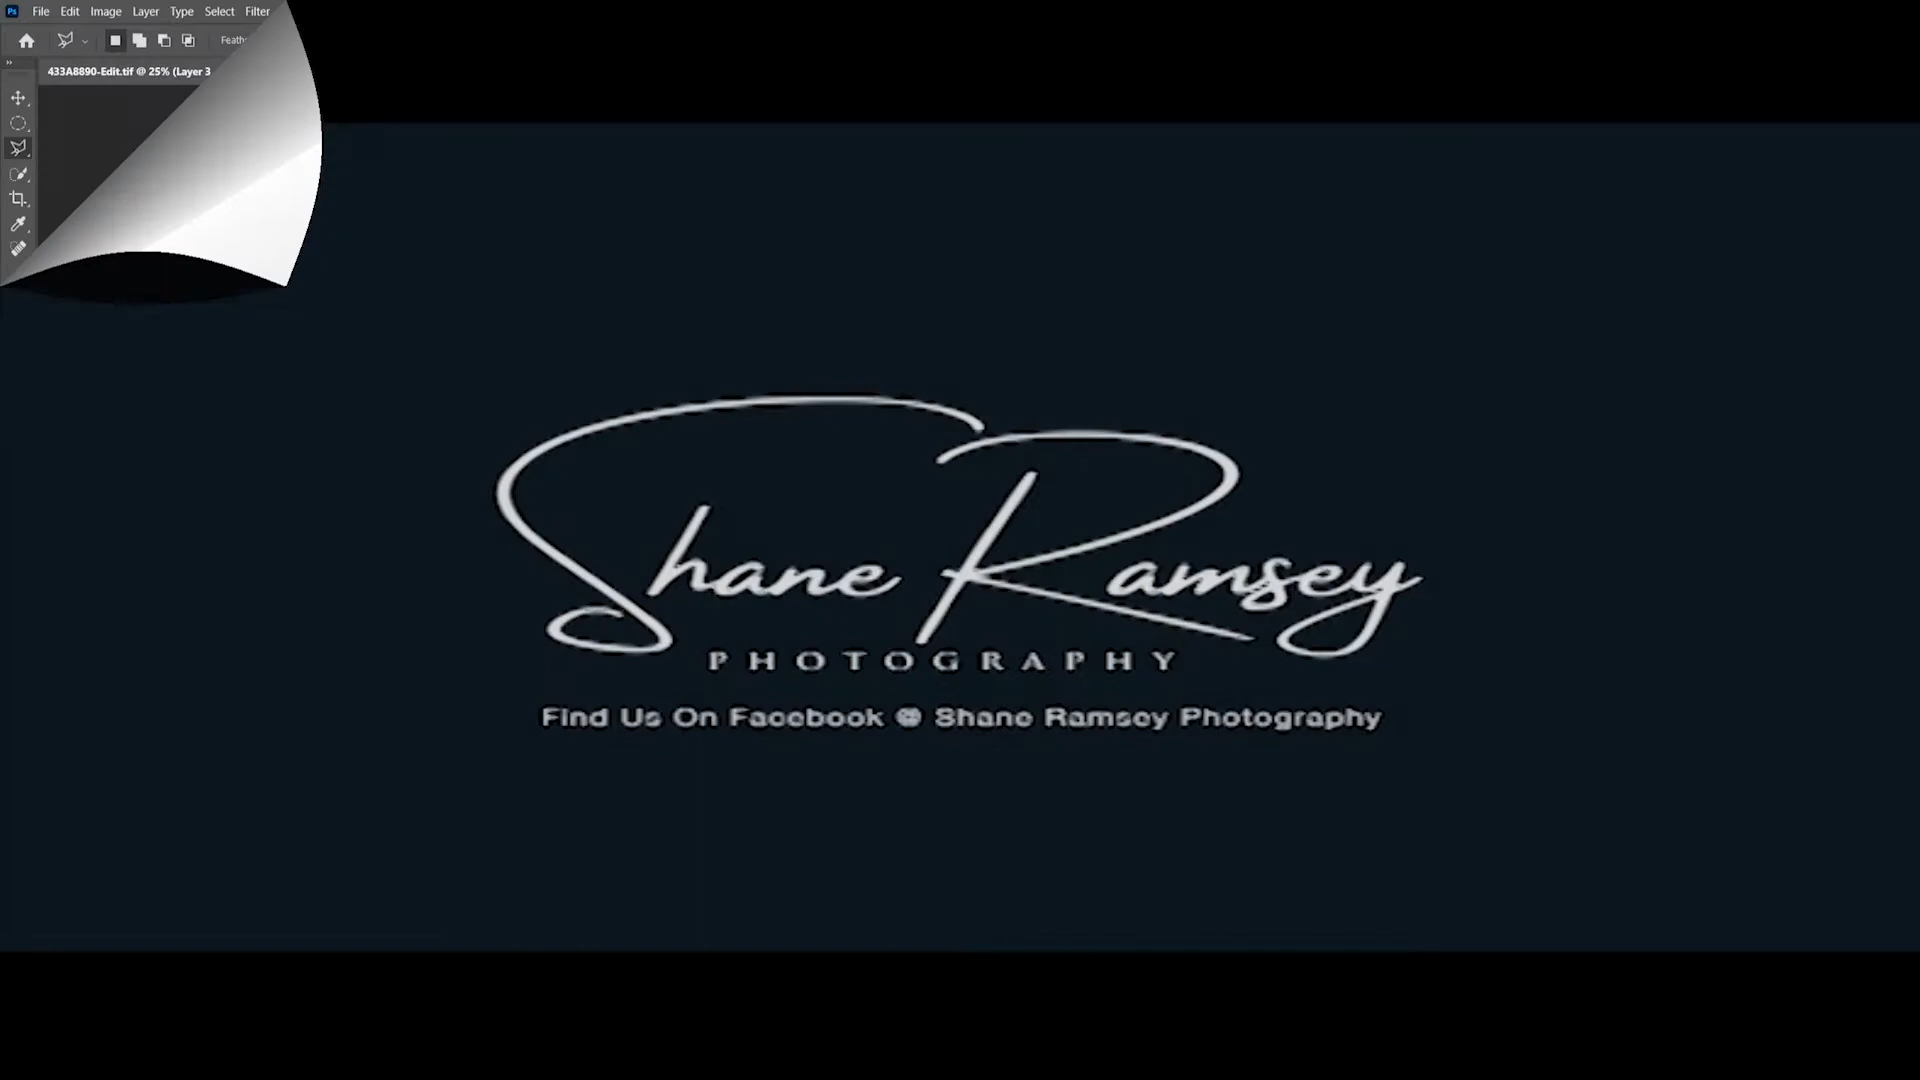 File Edit Image Layer Type Select Filter
433A8890-Edit.tif @ 25% (Layer 3
Shane Ramsey
PHOTOGRAPHY
Find Us On Facebook @ Shane Ramsey Photography